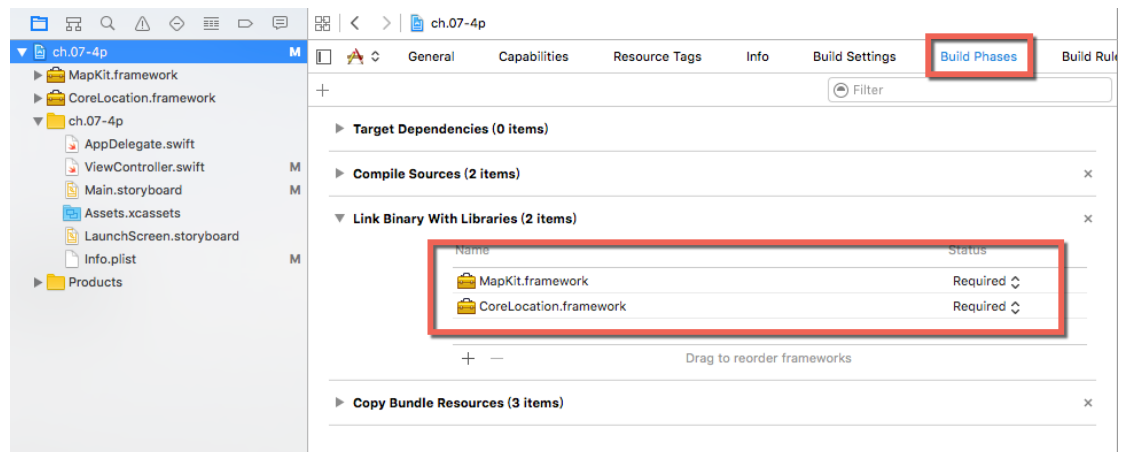 ch.07-4p
ch.07-4p M
General Capabilities Resource Tags Info Build Settings Build Phases Build Rul
MapKit.framework
CoreLocation.framework
ch.07-4p
AppDelegate.swift
ViewController.swift M
Main.storyboard M
Assets.xcassets
LaunchScreen.storyboard
Info.plist M
Products
Filter
Target Dependencies (0 items)
Compile Sources (2 items)
Link Binary With Libraries (2 items)
Name Status
MapKit.framework Required
CoreLocation.framework Required
Drag to reorder frameworks
Copy Bundle Resources (3 items)